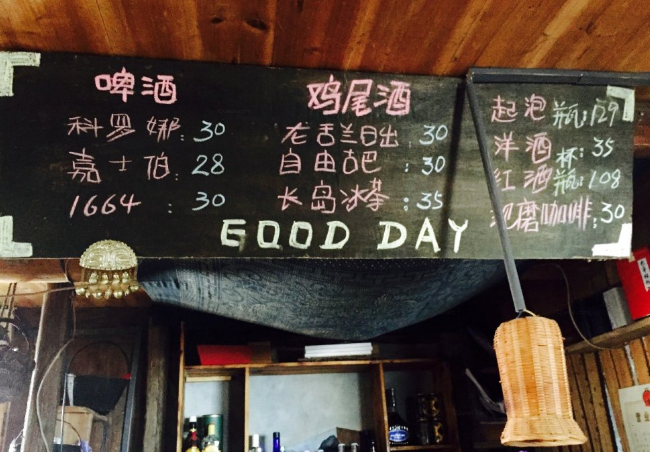 啤酒
科罗娜：30
嘉士伯：28
1664：30
鸡尾酒
龙舌兰日出：30
自由古巴：30
长岛冰茶：35
起泡 瓶：129
洋酒 杯：35
红酒 瓶：108
现磨咖啡：30
GOOD DAY